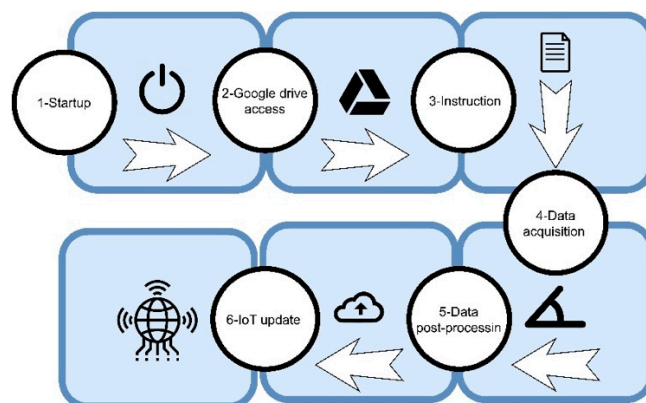 1-Startup
2-Google drive
access
3-Instruction
4-Data
acquisition
5-Data
post-processin
6-IoT update